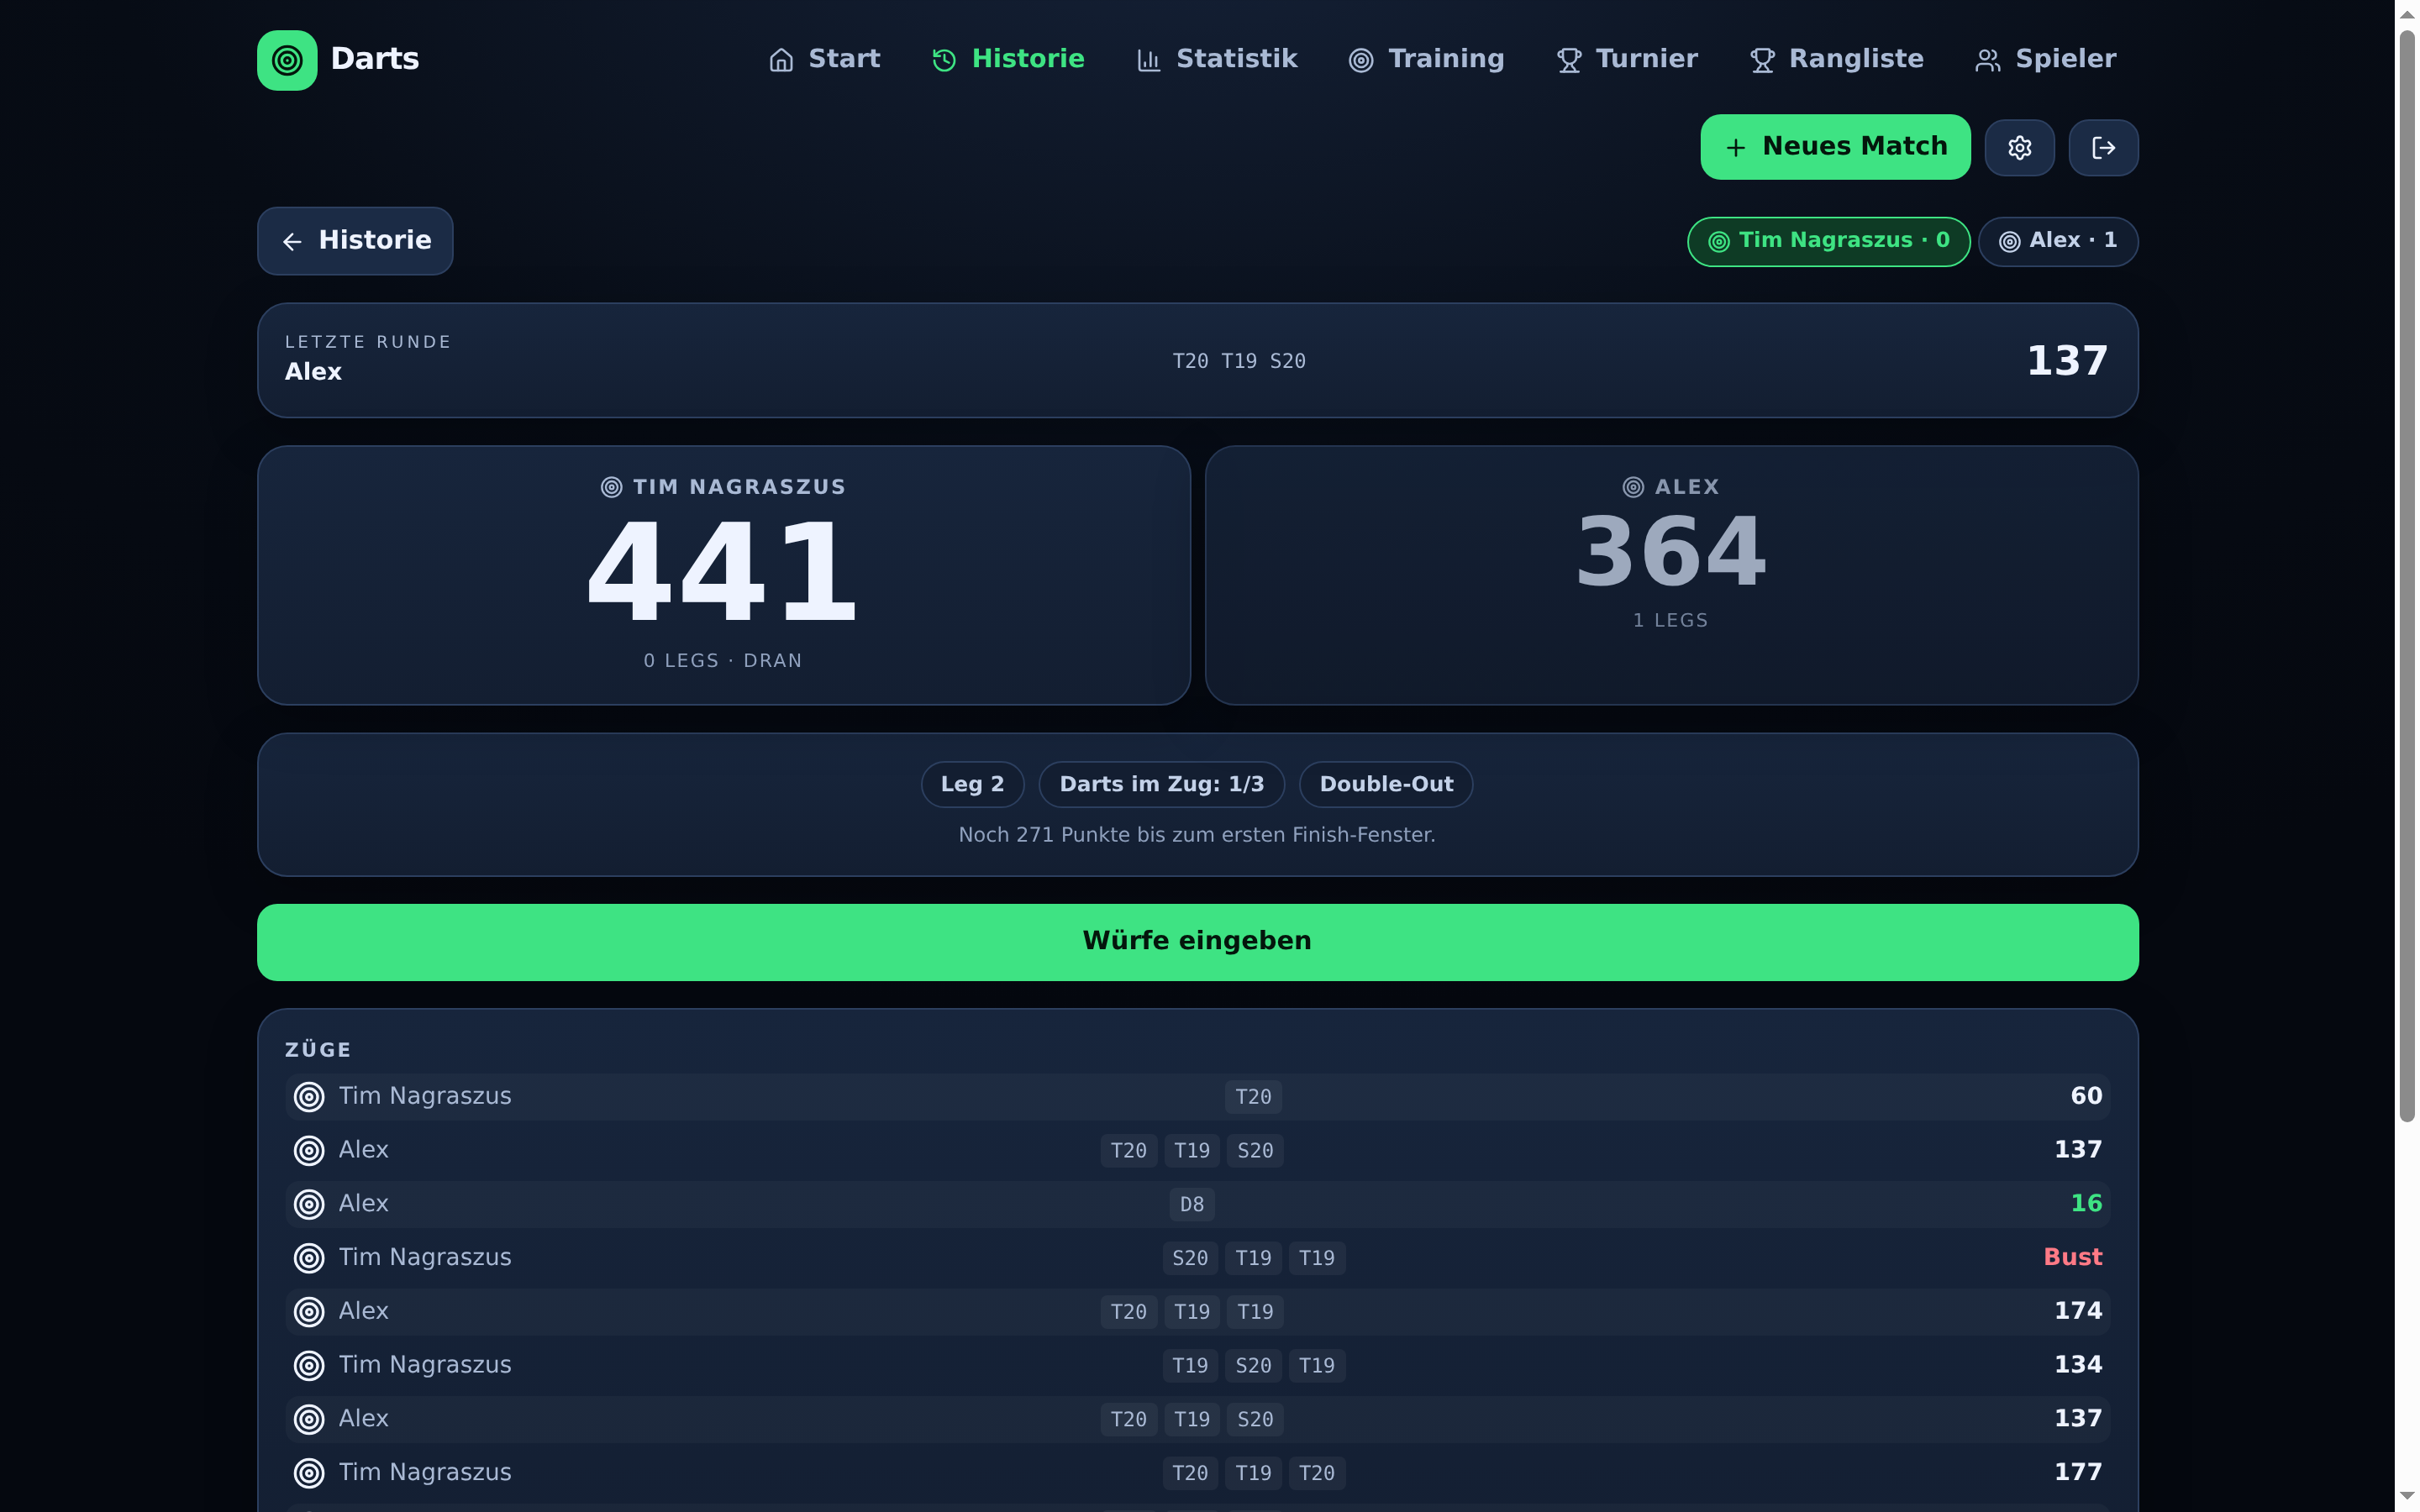 Darts
Start Historie Statistik Training Turnier Rangliste Spieler
Neues Match
Historie
Tim Nagraszus · 0 Alex · 1
LETZTE RUNDE
Alex
T20 T19 S20
137
TIM NAGRASZUS
441
0 LEGS · DRAN
ALEX
364
1 LEGS
Leg 2 Darts im Zug: 1/3 Double-Out
Noch 271 Punkte bis zum ersten Finish-Fenster.
Würfe eingeben
ZÜGE
Tim Nagraszus T20 60
Alex T20 T19 S20 137
Alex D8 16
Tim Nagraszus S20 T19 T19 Bust
Alex T20 T19 T19 174
Tim Nagraszus T19 S20 T19 134
Alex T20 T19 S20 137
Tim Nagraszus T20 T19 T20 177